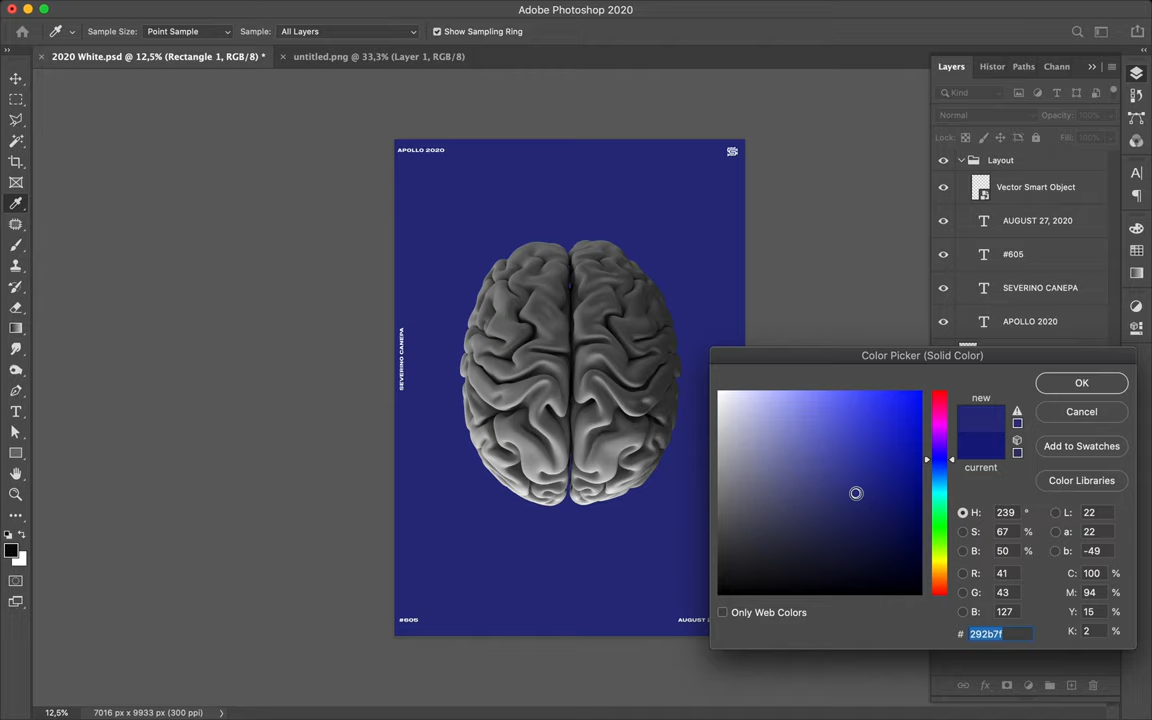 Adobe Photoshop 2020
Sample Size: Point Sample Sample: All Layers Show Sampling Ring
2020 White.psd @ 12,5% (Rectangle 1, RGB/8) * untitled.png @ 33,3% (Layer 1, RGB/8)
Layers Histor Paths Chann
Kind
Normal Opacity: 100%
Lock: Fill: 100%
Layout
Vector Smart Object
AUGUST 27, 2020
#605
SEVERINO CANEPA
APOLLO 2020
APOLLO 2020
SEVERINO CANEPA
#605 AUGUST 2
Color Picker (Solid Color)
new
current
OK
Cancel
Add to Swatches
Color Libraries
H: 239 ° L: 22
S: 67 % a: 22
B: 50 % b: -49
R: 41 C: 100 %
G: 43 M: 94 %
B: 127 Y: 15 %
# 292b7f K: 2 %
Only Web Colors
12,5% 7016 px x 9933 px (300 ppi)